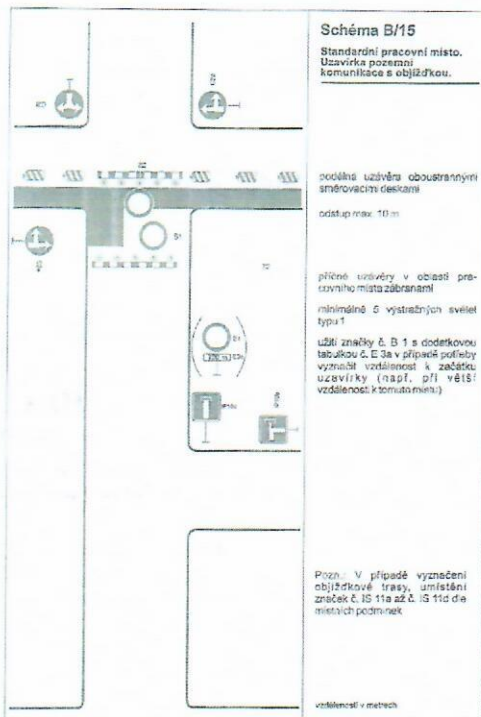 Schéma B/15
Standardní pracovní místo.
Uzavírka pozemní
komunikace s objížďkou.
podélná uzávěra oboustrannými
směrovacími deskami
odstup max. 10 m
příčné uzávěry v oblasti pra-
covního místa zábranami
minimálně 5 výstražných světel
typu 1
užití značky č. B 1 s dodatkovou
tabulkou č. E 3a v případě potřeby
vyznačit vzdálenost k začátku
uzavírky (např. při větší
vzdálenosti k tomuto místu)
B1
Pozn.: V případě vyznačení
objížďkové trasy, umístění
značek č. IS 11a až č. IS 11d dle
místních podmínek
vzdálenosti v metrech